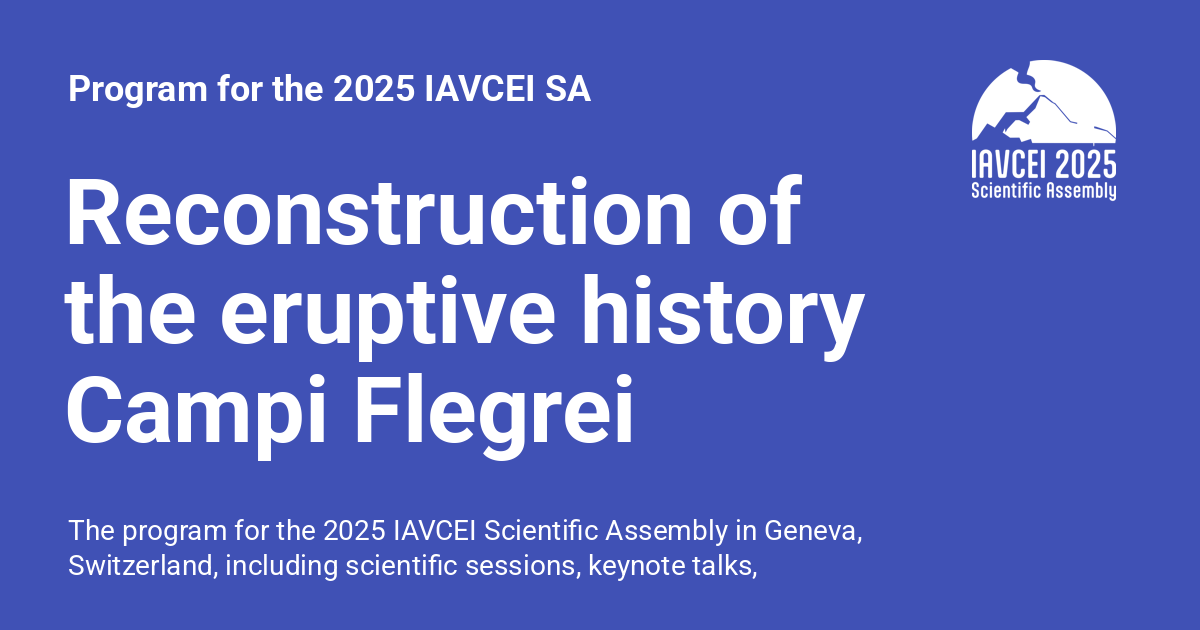 Program for the 2025 IAVCEI SA
IAVCEI 2025
Scientific Assembly
Reconstruction of
the eruptive history
Campi Flegrei
The program for the 2025 IAVCEI Scientific Assembly in Geneva,
Switzerland, including scientific sessions, keynote talks,